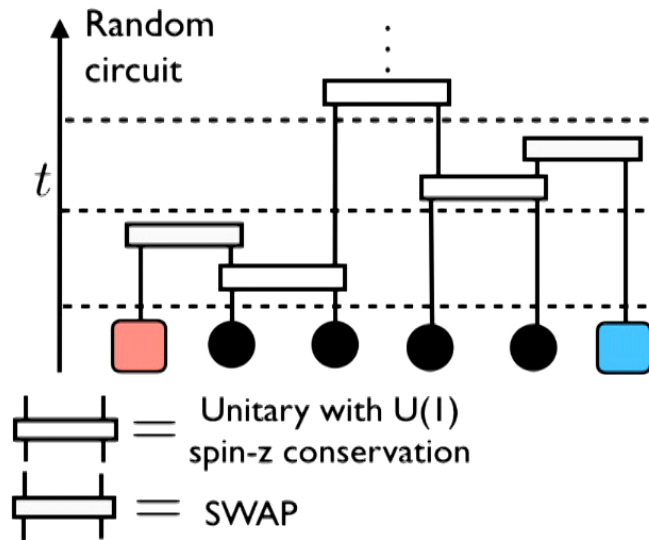 Random
circuit
t
=
Unitary with U(1)
spin-z conservation
=
SWAP